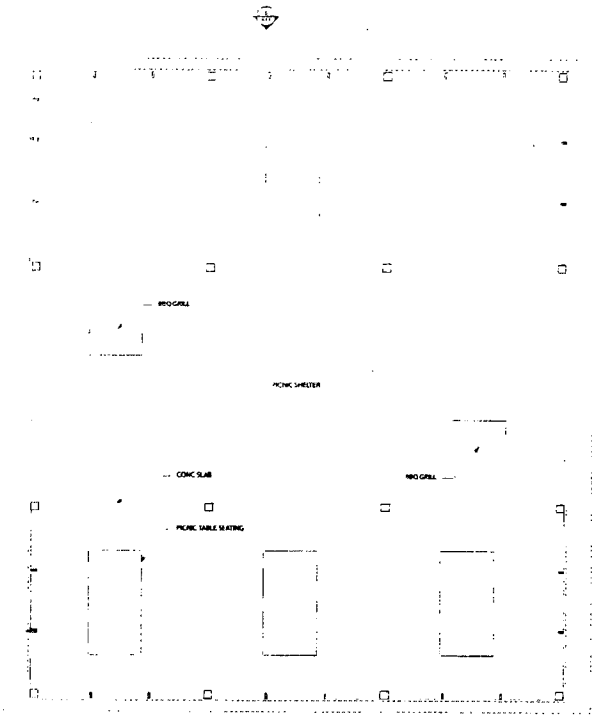 BBQ GRILL
PICNIC SHELTER
CONC SLAB
BBQ GRILL
PICNIC TABLE SEATING